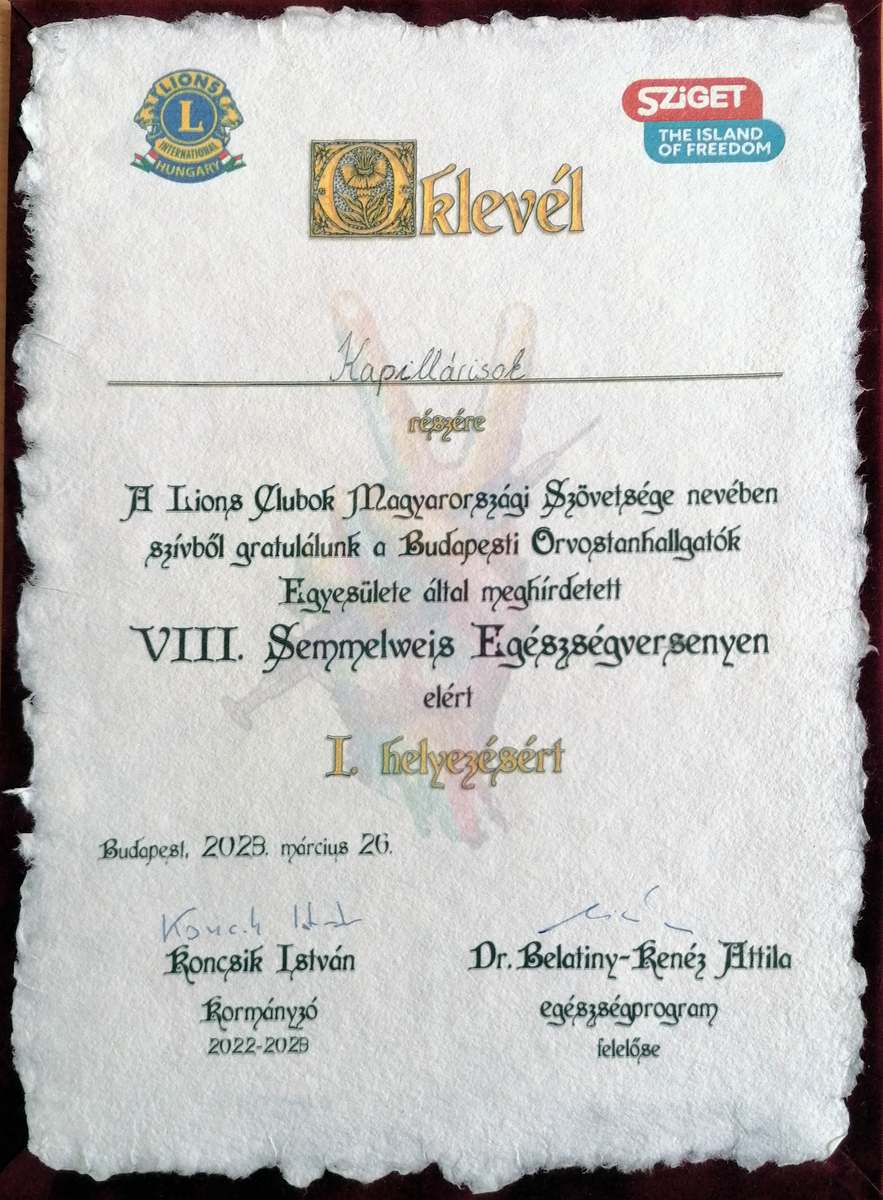 LIONS
L
INTERNATIONAL
HUNGARY
SZiGET
THE ISLAND
OF FREEDOM
Oklevél
Kapillárisok
részére
A Lions Clubok Magyarországi Szövetsége nevében
szívből gratulálunk a Budapesti Orvostanhallgatók
Egyesülete által meghírdetett
VIII. Semmelweis Egészségversenyen
elért
I. helyezésért
Budapest, 2023. március 26.
Koncsik István
Dr. Belatiny-Kenéz Attila
Kormányzó
egészségprogram
2022-2023
felelőse